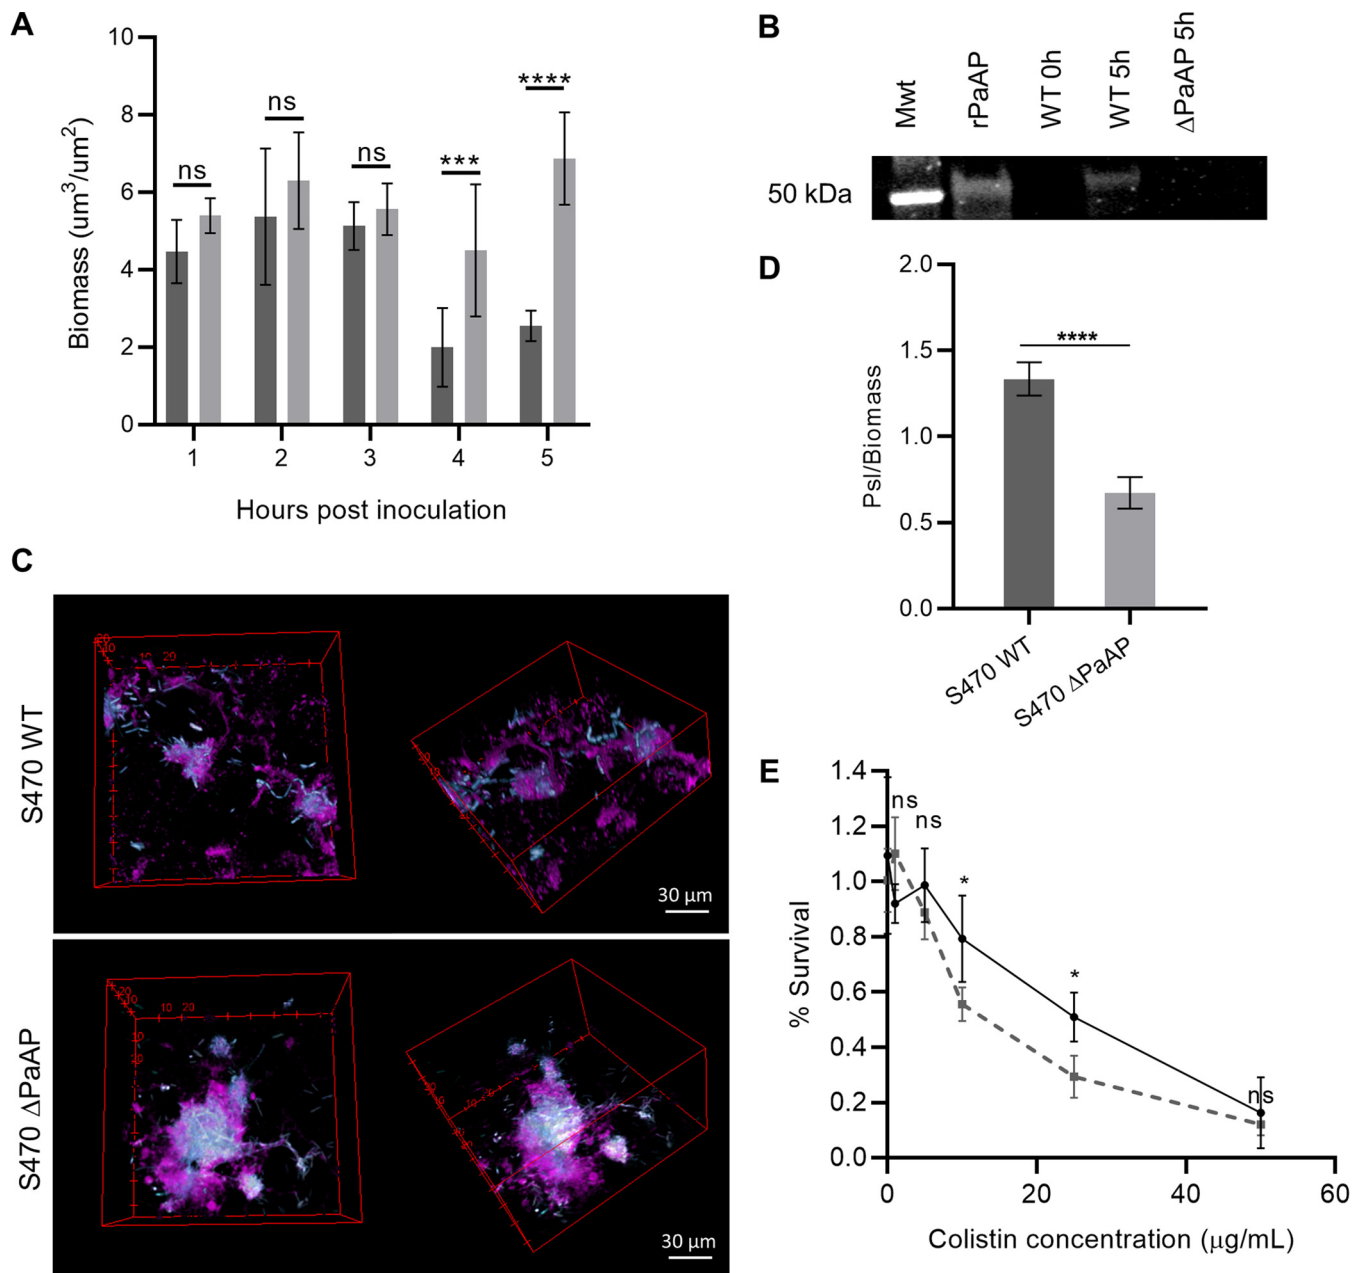 A
10
8
6
4
2
0
Biomass (um³/um²)
ns
ns
ns
***
****
1 2 3 4 5
Hours post inoculation
B
Mwt
rPaAP
WT 0h
WT 5h
ΔPaAP 5h
50 kDa
C
S470 WT
30 µm
30 µm
S470 ΔPaAP
D
2.0
1.5
1.0
0.5
0.0
Psl/Biomass
****
S470 WT
S470 ΔPaAP
E
1.4
1.2
1.0
0.8
0.6
0.4
0.2
0.0
% Survival
ns
ns
*
*
ns
0 20 40 60
Colistin concentration (µg/mL)